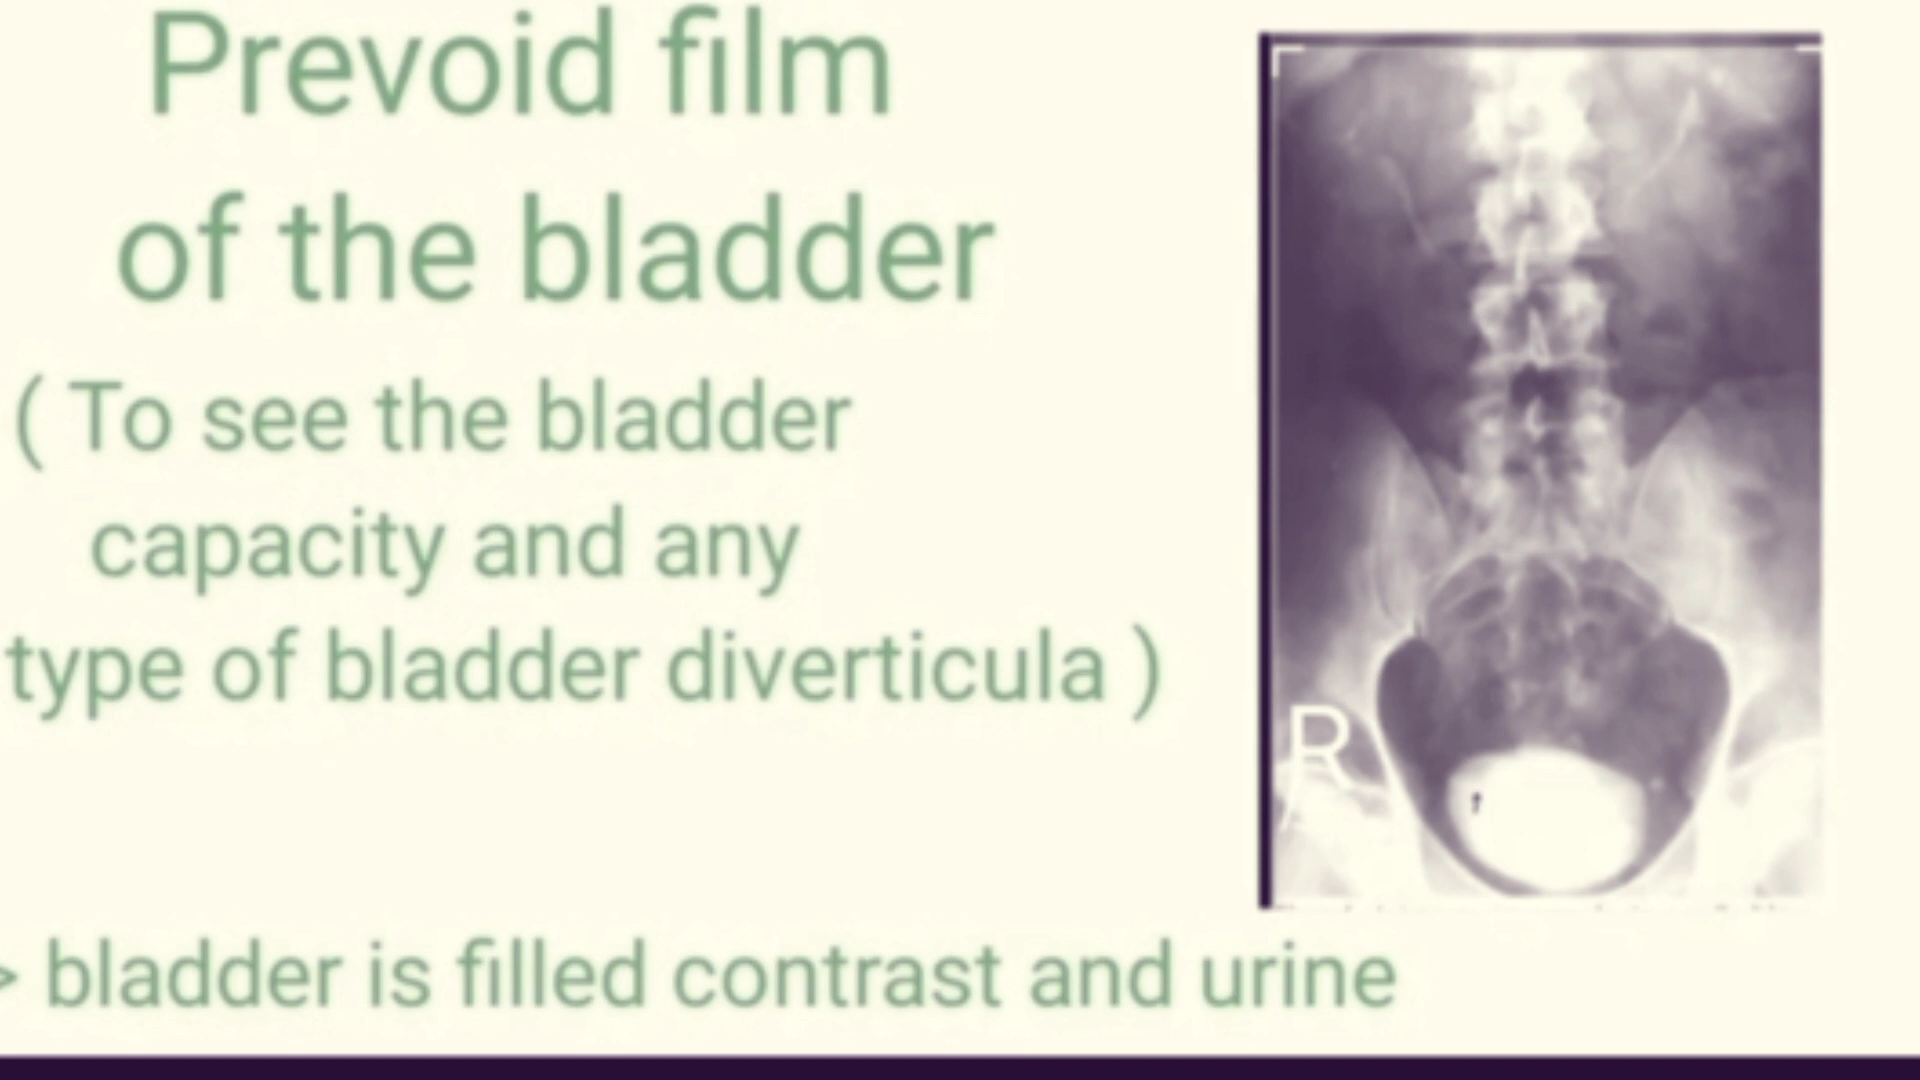 Prevoid film
of the bladder
( To see the bladder
capacity and any
type of bladder diverticula )
R
> bladder is filled contrast and urine